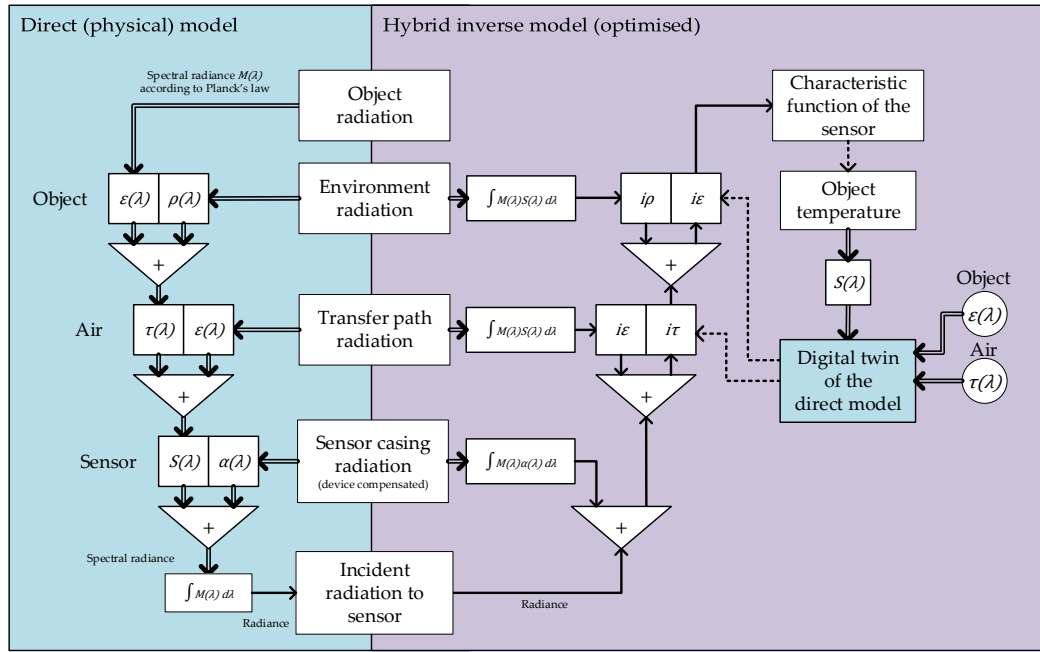 Direct (physical) model
Hybrid inverse model (optimised)
Spectral radiance M(λ)
according to Planck's law
Object
radiation
Characteristic
function of the
sensor
Object
ε(λ)
ρ(λ)
Environment
radiation
∫ M(λ)S(λ) dλ
iρ
iε
Object
temperature
+
+
S(λ)
Object
ε(λ)
Air
τ(λ)
ε(λ)
Transfer path
radiation
∫ M(λ)S(λ) dλ
iε
iτ
Digital twin
of the
direct model
Air
τ(λ)
+
+
Sensor
S(λ)
α(λ)
Sensor casing
radiation
(device compensated)
∫ M(λ)α(λ) dλ
+
+
Spectral radiance
∫ M(λ) dλ
Radiance
Incident
radiation to
sensor
Radiance